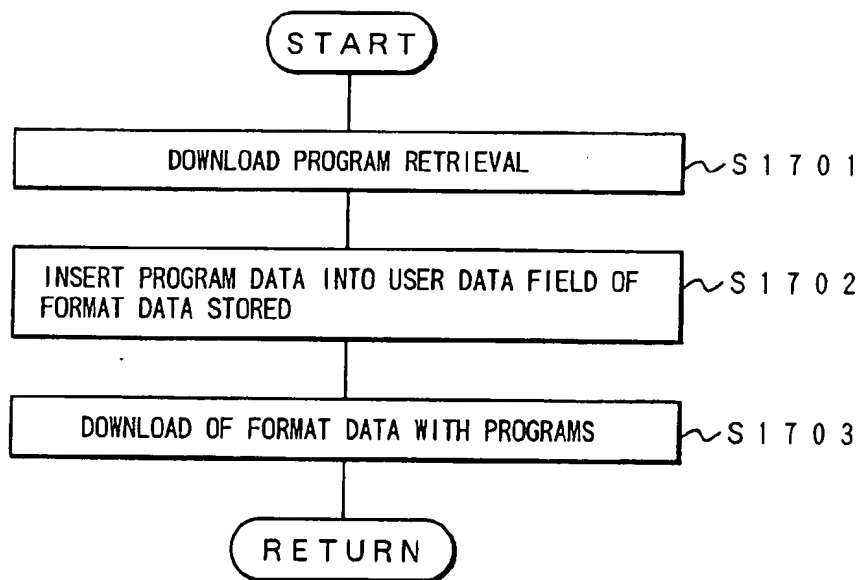 START
DOWNLOAD PROGRAM RETRIEVAL
S1701
INSERT PROGRAM DATA INTO USER DATA FIELD OF
FORMAT DATA STORED
S1702
DOWNLOAD OF FORMAT DATA WITH PROGRAMS
S1703
RETURN